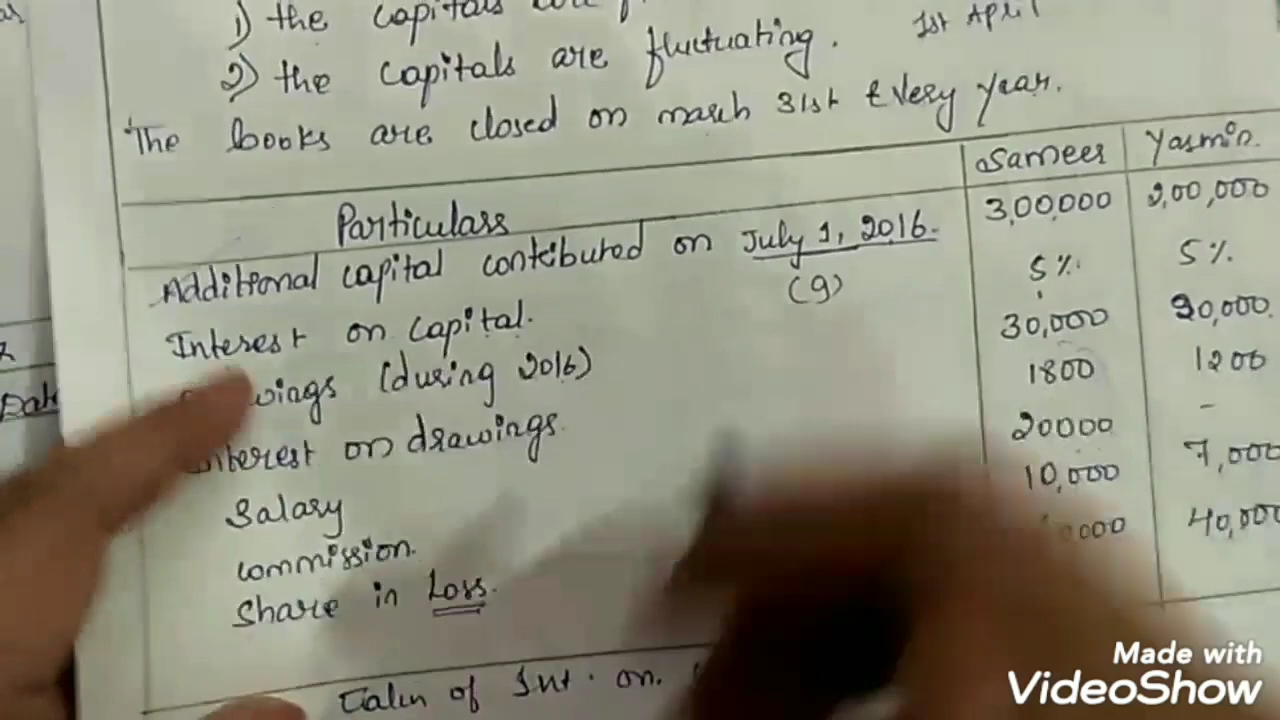 1) the capitals are
2) the capitals are fluctuating. 1st April
The books are closed on march 31st Every year.
Particulars Sameer Yasmin.
Additional capital contributed on July 1, 2016. 3,00,000 2,00,000
(9)
Interest on capital. 5% 5%
(during 2016) 30,000 20,000
Interest on drawings. 1800 1200
Salary 20000 -
commission. 10,000 7,000
Share in Loss. 40,000
Calcn of Int. on.
Date
Made with
VideoShow